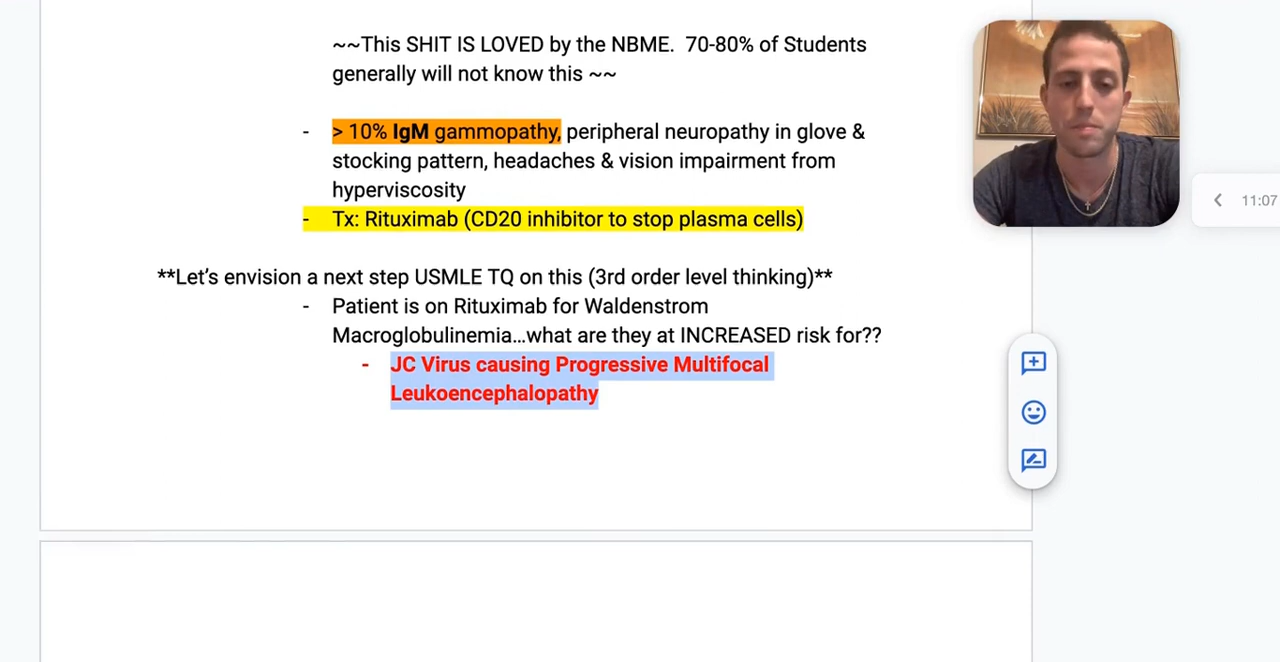 ~~This SHIT IS LOVED by the NBME.  70-80% of Students
generally will not know this ~~
- > 10% IgM gammopathy, peripheral neuropathy in glove &
stocking pattern, headaches & vision impairment from
hyperviscosity
- Tx: Rituximab (CD20 inhibitor to stop plasma cells)
**Let's envision a next step USMLE TQ on this (3rd order level thinking)**
- Patient is on Rituximab for Waldenstrom
Macroglobulinemia…what are they at INCREASED risk for??
- JC Virus causing Progressive Multifocal
Leukoencephalopathy
11:07